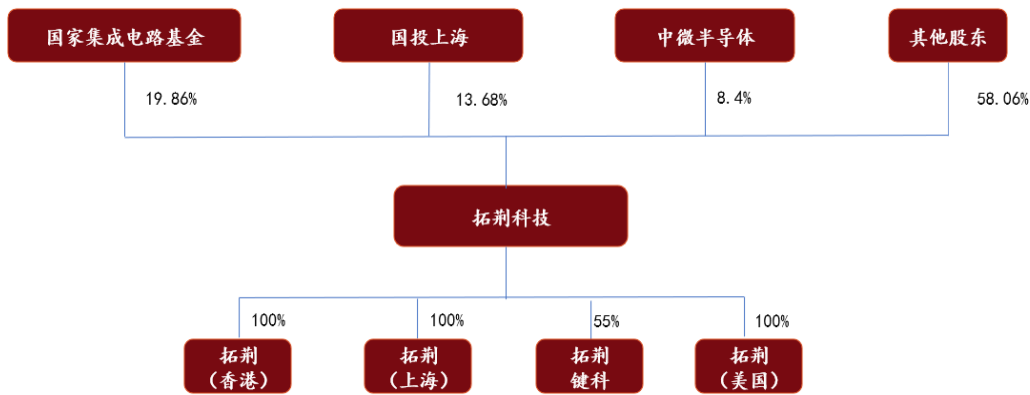 国家集成电路基金
国投上海
中微半导体
其他股东
19.86%
13.68%
8.4%
58.06%
拓荆科技
100%
100%
55%
100%
拓荆
（香港）
拓荆
（上海）
拓荆
键科
拓荆
（美国）